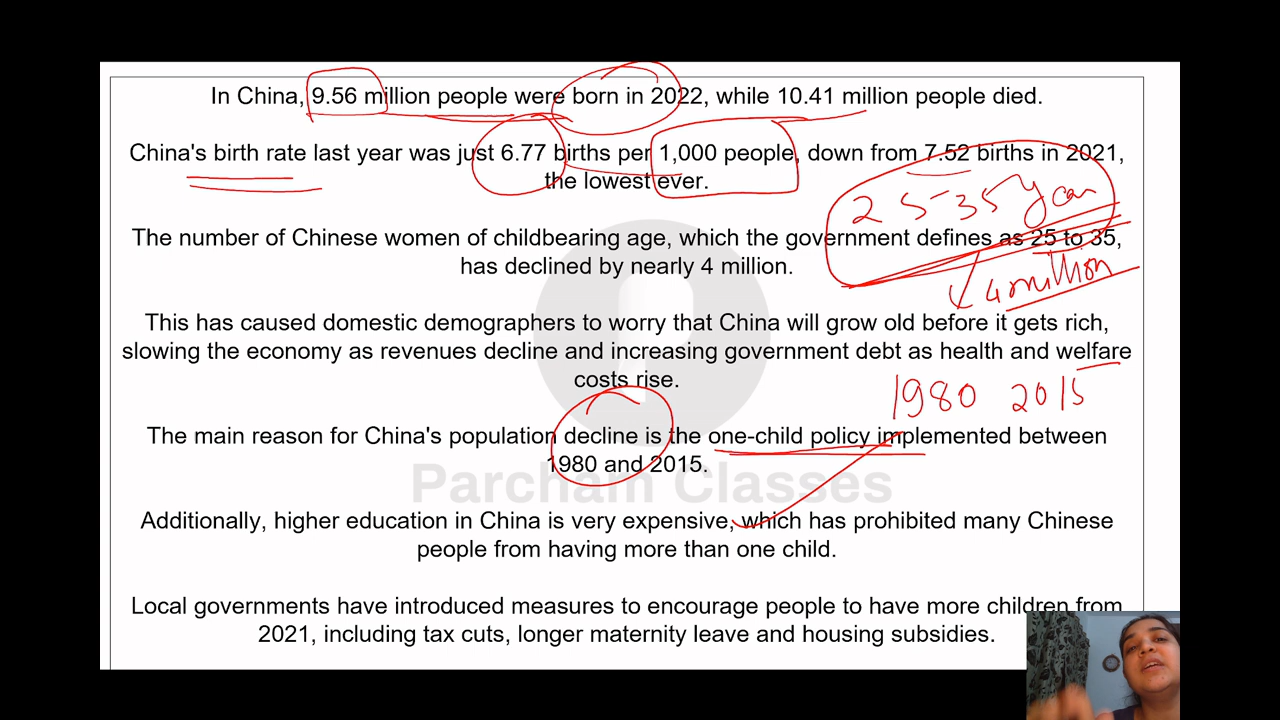 In China, 9.56 million people were born in 2022, while 10.41 million people died.
China's birth rate last year was just 6.77 births per 1,000 people, down from 7.52 births in 2021,
the lowest ever.
25-35 year
The number of Chinese women of childbearing age, which the government defines as 25 to 35,
has declined by nearly 4 million.
4 million
This has caused domestic demographers to worry that China will grow old before it gets rich,
slowing the economy as revenues decline and increasing government debt as health and welfare
costs rise.
1980 2015
The main reason for China's population decline is the one-child policy implemented between
1980 and 2015.
Parcham Classes
Additionally, higher education in China is very expensive, which has prohibited many Chinese
people from having more than one child.
Local governments have introduced measures to encourage people to have more children from
2021, including tax cuts, longer maternity leave and housing subsidies.